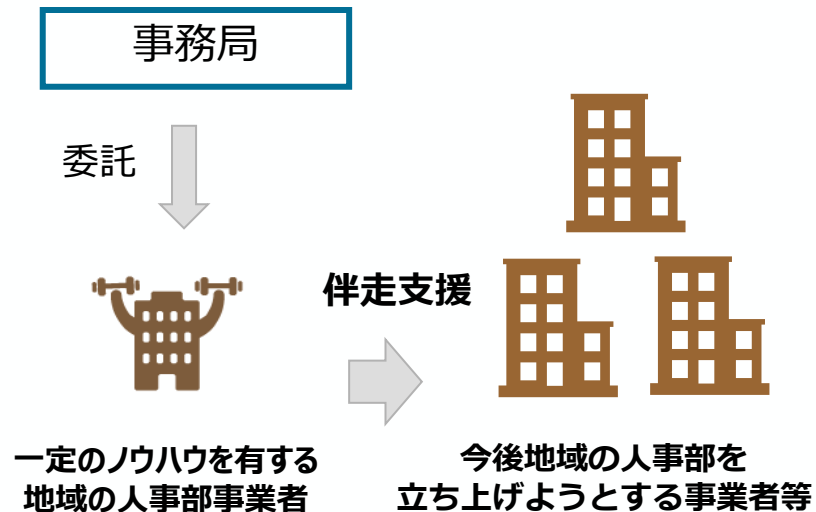 事務局
委託
伴走支援
一定のノウハウを有する
地域の人事部事業者
今後地域の人事部を
立ち上げようとする事業者等